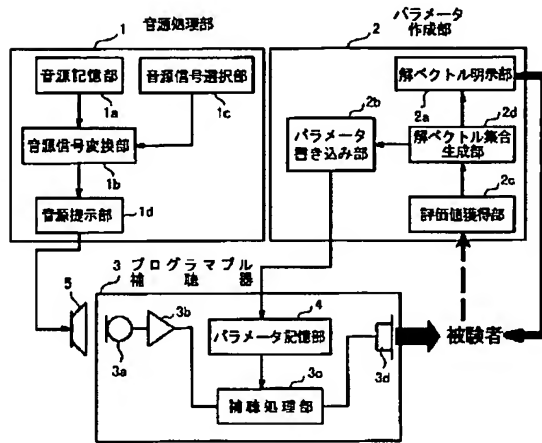 1
音源処理部
音源記憶部
1a
音源信号選択部
1c
音源信号変換部
1b
音源提示部
1d
パラメータ
作成部
2
解ベクトル明示部
2a
2b
パラメータ
書き込み部
2d
解ベクトル集合
生成部
2c
評価値獲得部
3 プログラマブル
補聴器
5
3a
3b
4
パラメータ記憶部
3c
補聴処理部
3d
被験者